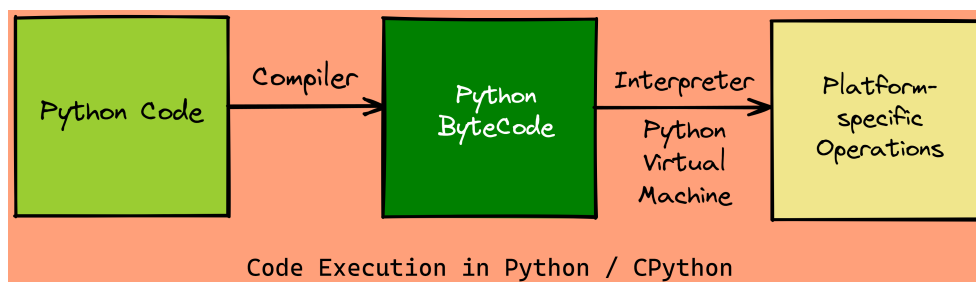 Python Code
Compiler
Python
ByteCode
Interpreter
Python
Virtual
Machine
Platform-
specific
Operations
Code Execution in Python / CPython